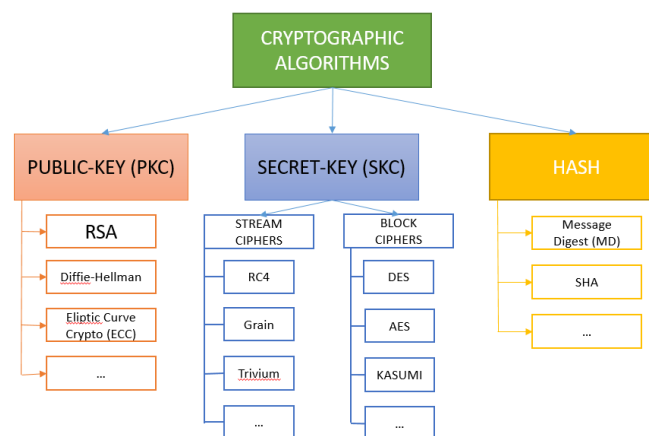 CRYPTOGRAPHIC
ALGORITHMS
PUBLIC-KEY (PKC)
SECRET-KEY (SKC)
HASH
RSA
Diffie-Hellman
Eliptic Curve
Crypto (ECC)
...
STREAM
CIPHERS
RC4
Grain
Trivium
...
BLOCK
CIPHERS
DES
AES
KASUMI
...
Message
Digest (MD)
SHA
...